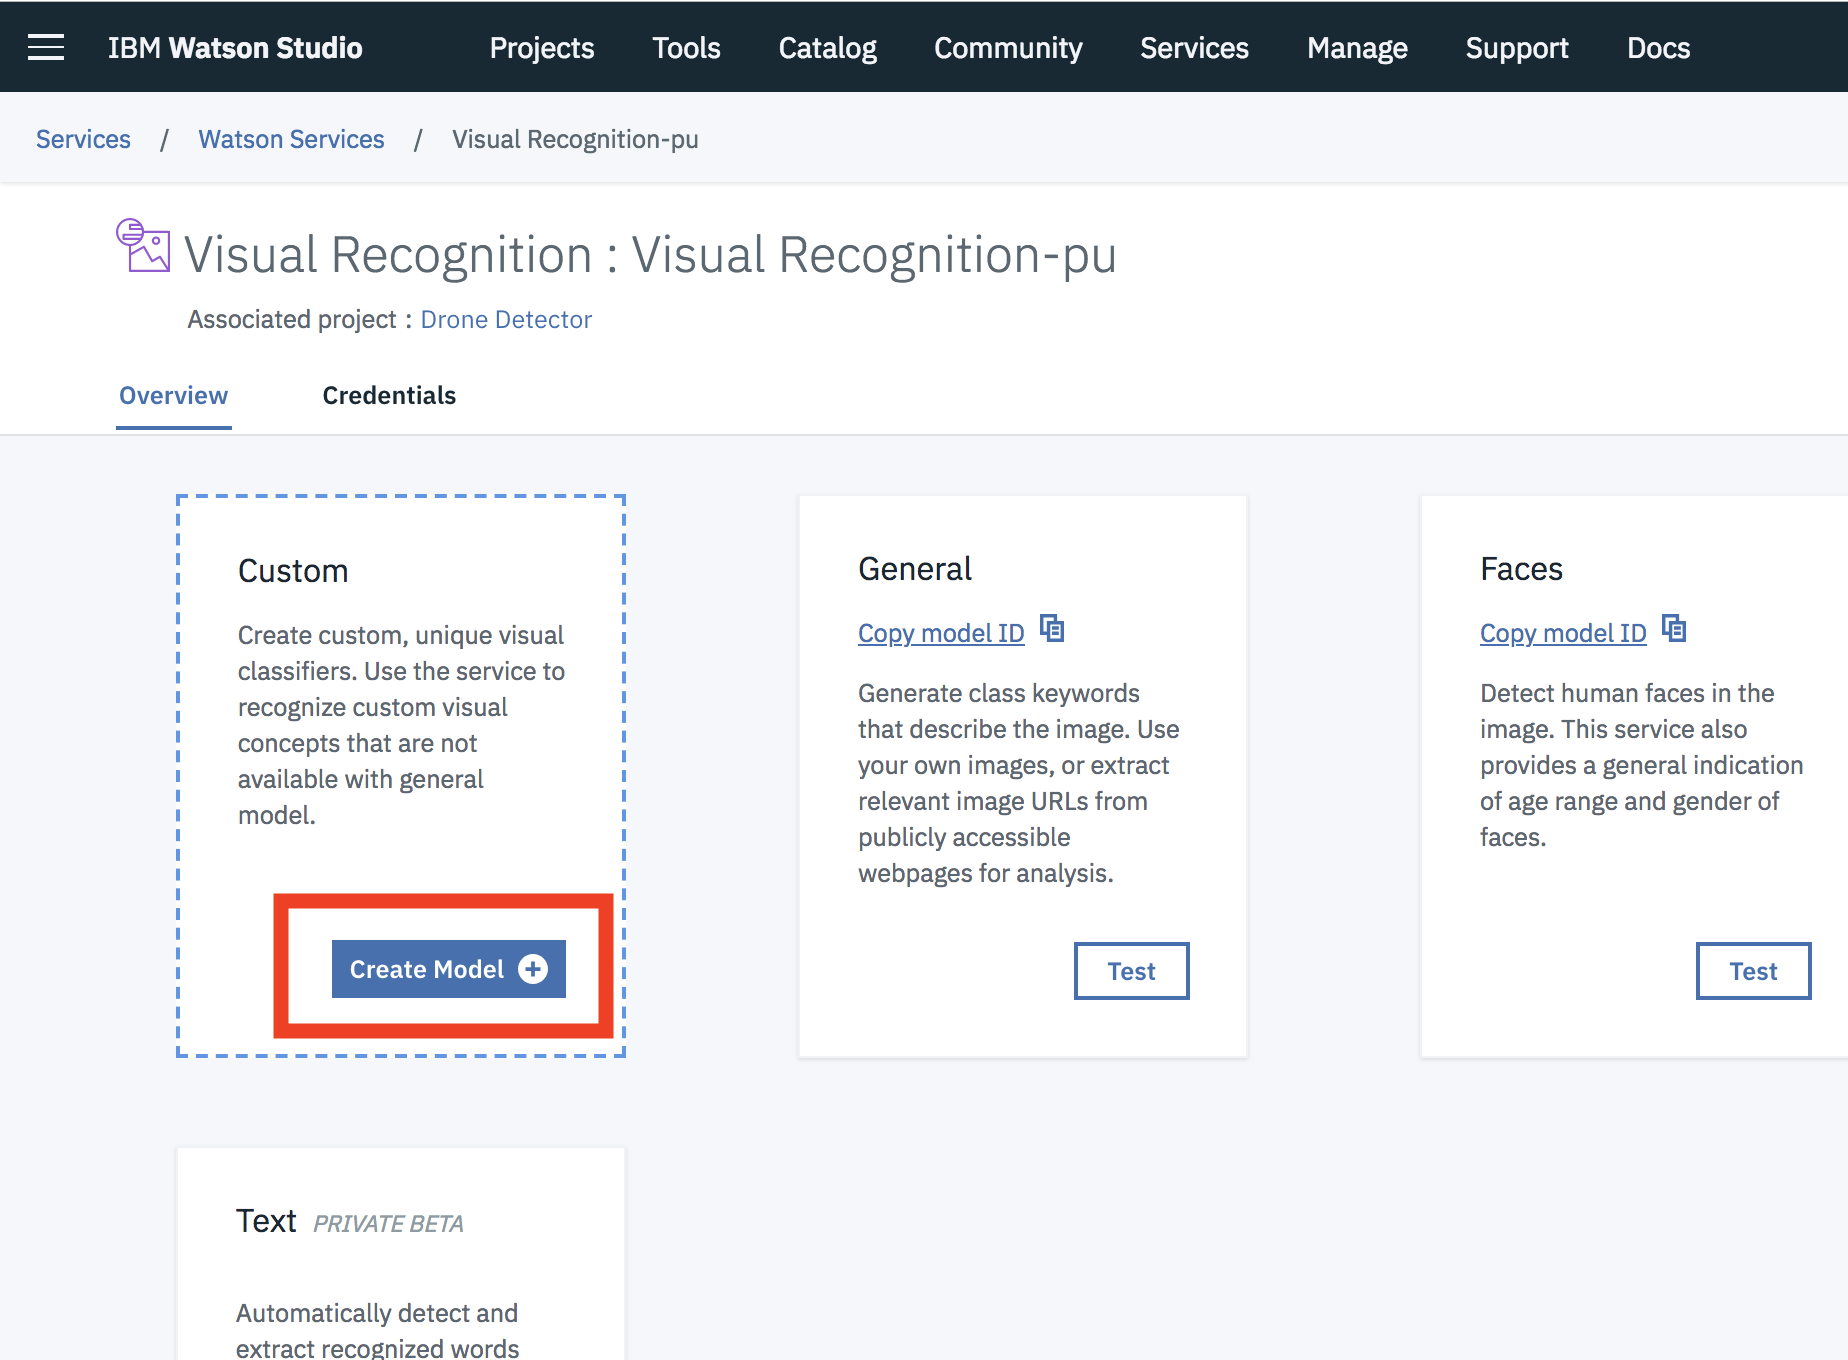 IBM Watson Studio Projects Tools Catalog Community Services Manage Support Docs
Services / Watson Services / Visual Recognition-pu
Visual Recognition : Visual Recognition-pu
Associated project : Drone Detector
Overview Credentials
Custom
Create custom, unique visual
classifiers. Use the service to
recognize custom visual
concepts that are not
available with general
model.
Create Model
General
Copy model ID
Generate class keywords
that describe the image. Use
your own images, or extract
relevant image URLs from
publicly accessible
webpages for analysis.
Test
Faces
Copy model ID
Detect human faces in the
image. This service also
provides a general indication
of age range and gender of
faces.
Test
Text PRIVATE BETA
Automatically detect and
extract recognized words